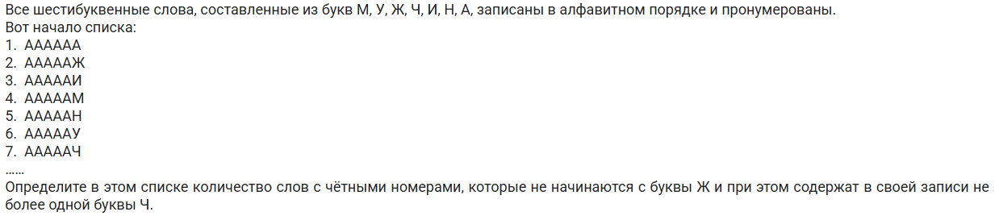 Все шестибуквенные слова, составленные из букв М, У, Ж, Ч, И, Н, А, записаны в алфавитном порядке и пронумерованы.
Вот начало списка:
1. АААААА
2. АААААЖ
3. АААААИ
4. АААААМ
5. АААААН
6. АААААУ
7. АААААЧ
……
Определите в этом списке количество слов с чётными номерами, которые не начинаются с буквы Ж и при этом содержат в своей записи не
более одной буквы Ч.